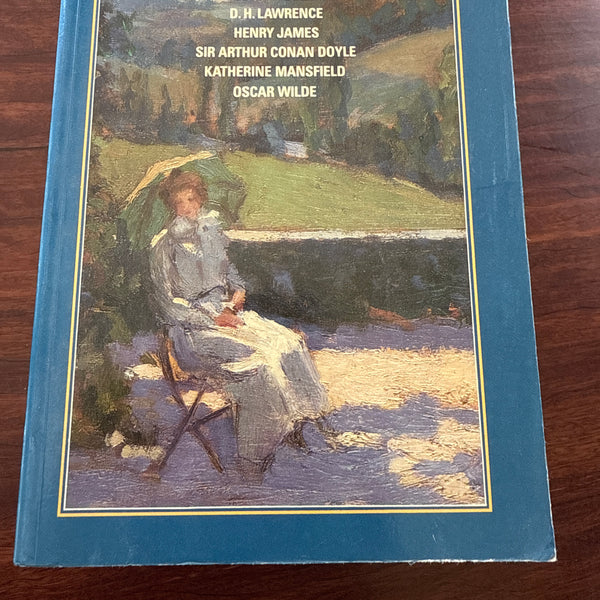 D.H. LAWRENCE
HENRY JAMES
SIR ARTHUR CONAN DOYLE
KATHERINE MANSFIELD
OSCAR WILDE